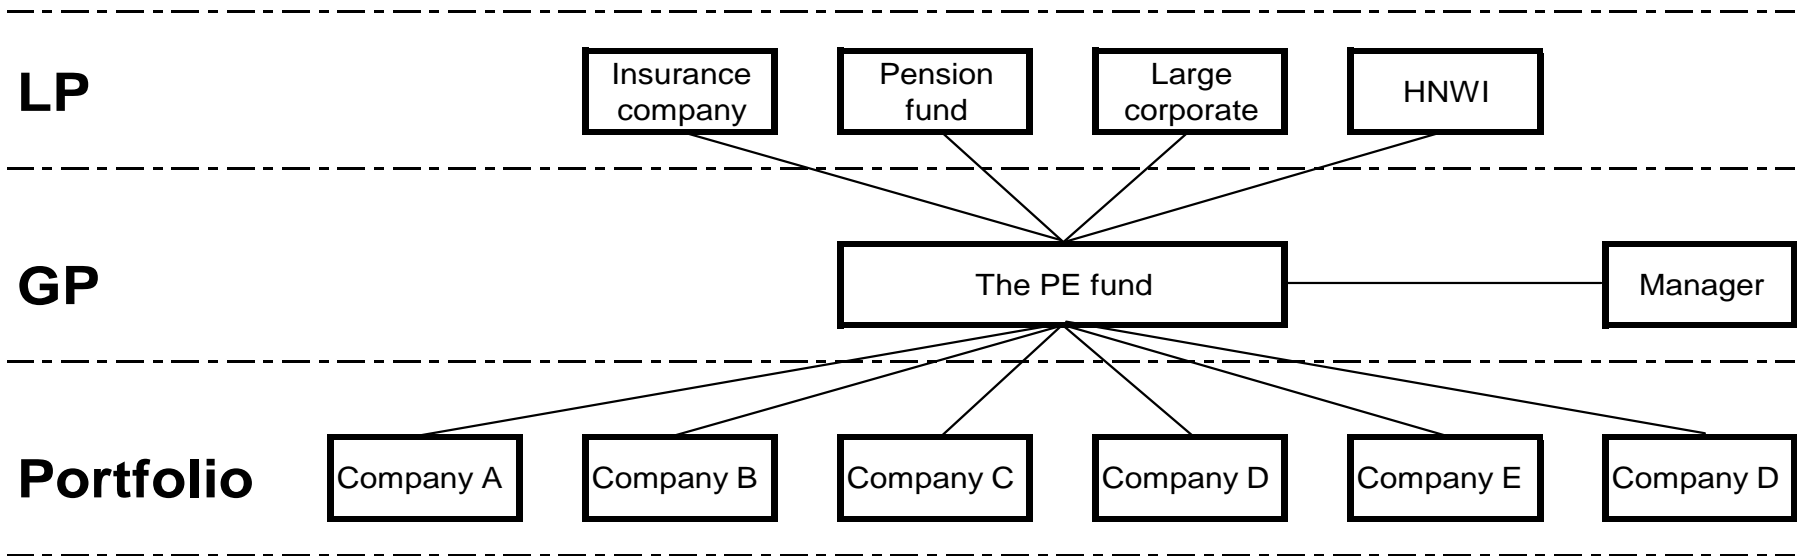 LP
Insurance
company
Pension
fund
Large
corporate
HNWI
GP
The PE fund
Manager
Portfolio
Company A
Company B
Company C
Company D
Company E
Company D